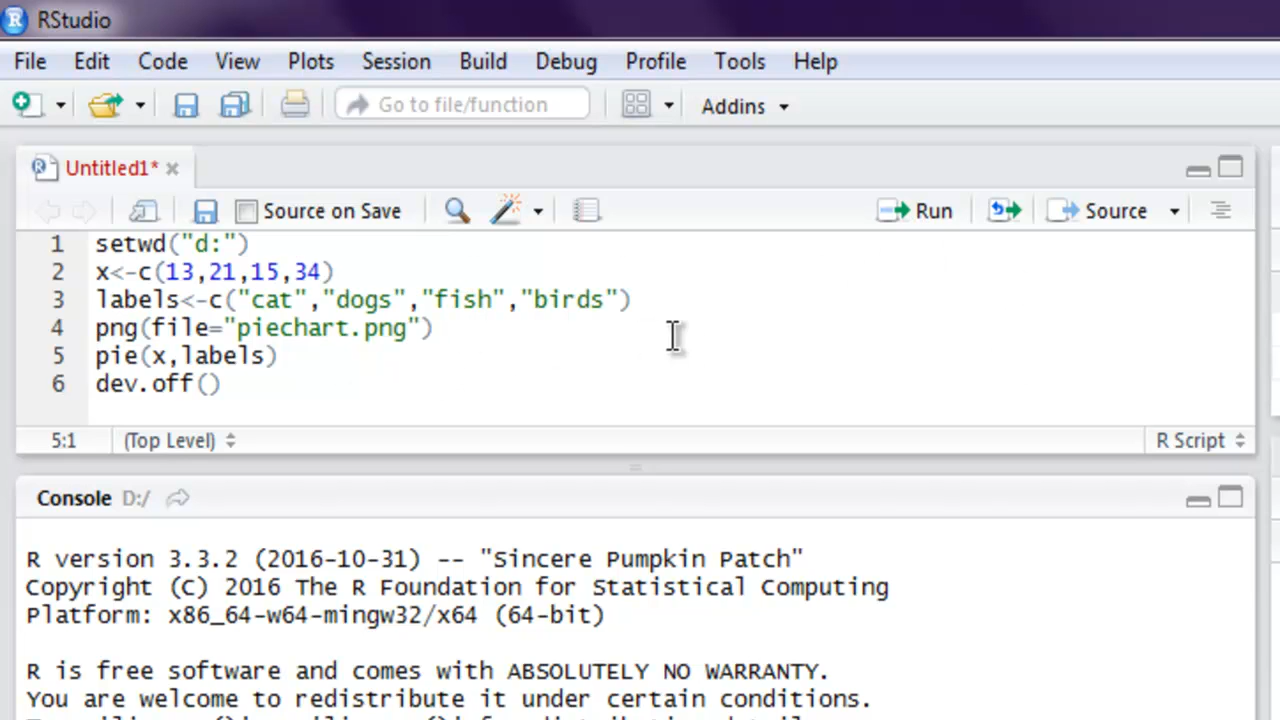 RStudio
File Edit Code View Plots Session Build Debug Profile Tools Help
Go to file/function Addins
Untitled1*
Source on Save Run Source
1 setwd("d:")
2 x<-c(13,21,15,34)
3 labels<-c("cat","dogs","fish","birds")
4 png(file="piechart.png")
5 pie(x,labels)
6 dev.off()
5:1 (Top Level) R Script
Console D:/
R version 3.3.2 (2016-10-31) -- "Sincere Pumpkin Patch"
Copyright (C) 2016 The R Foundation for Statistical Computing
Platform: x86_64-w64-mingw32/x64 (64-bit)
R is free software and comes with ABSOLUTELY NO WARRANTY.
You are welcome to redistribute it under certain conditions.